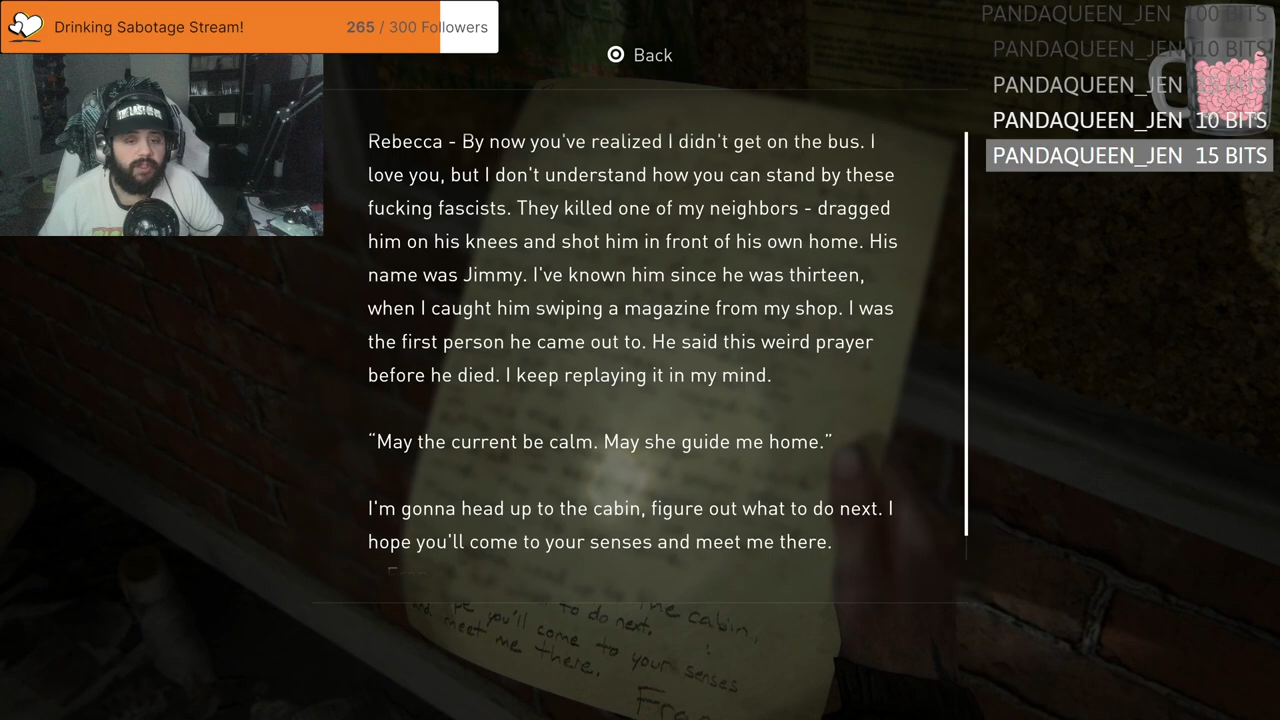 Drinking Sabotage Stream!
265 / 300 Followers
Back
PANDAQUEEN_JEN 100 BITS
PANDAQUEEN_JEN 10 BITS
PANDAQUEEN_JEN
PANDAQUEEN_JEN 10 BITS
PANDAQUEEN_JEN 15 BITS
THE LAST OF US
Rebecca - By now you've realized I didn't get on the bus. I
love you, but I don't understand how you can stand by these
fucking fascists. They killed one of my neighbors - dragged
him on his knees and shot him in front of his own home. His
name was Jimmy. I've known him since he was thirteen,
when I caught him swiping a magazine from my shop. I was
the first person he came out to. He said this weird prayer
before he died. I keep replaying it in my mind.
“May the current be calm. May she guide me home.”
I'm gonna head up to the cabin, figure out what to do next. I
hope you'll come to your senses and meet me there.
the cabin,
to do next.
you'll come to your senses
meet me there.